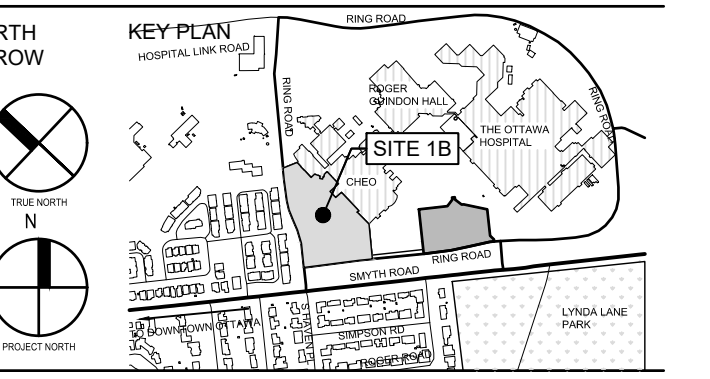 RTH
ROW
TRUE NORTH
N
PROJECT NORTH
KEY PLAN
RING ROAD
HOSPITAL LINK ROAD
RING ROAD
ROGER
GUINDON HALL
RING ROAD
THE OTTAWA
HOSPITAL
SITE 1B
CHEO
RING ROAD
SMYTH ROAD
TO DOWNTOWN OTTAWA
SIMPSON RD
ROGER ROAD
LYNDA LANE
PARK